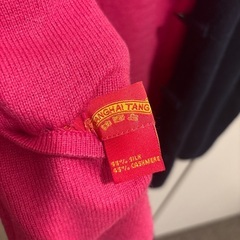 SHANGHAI TANG
55% SILK
45% CASHMERE